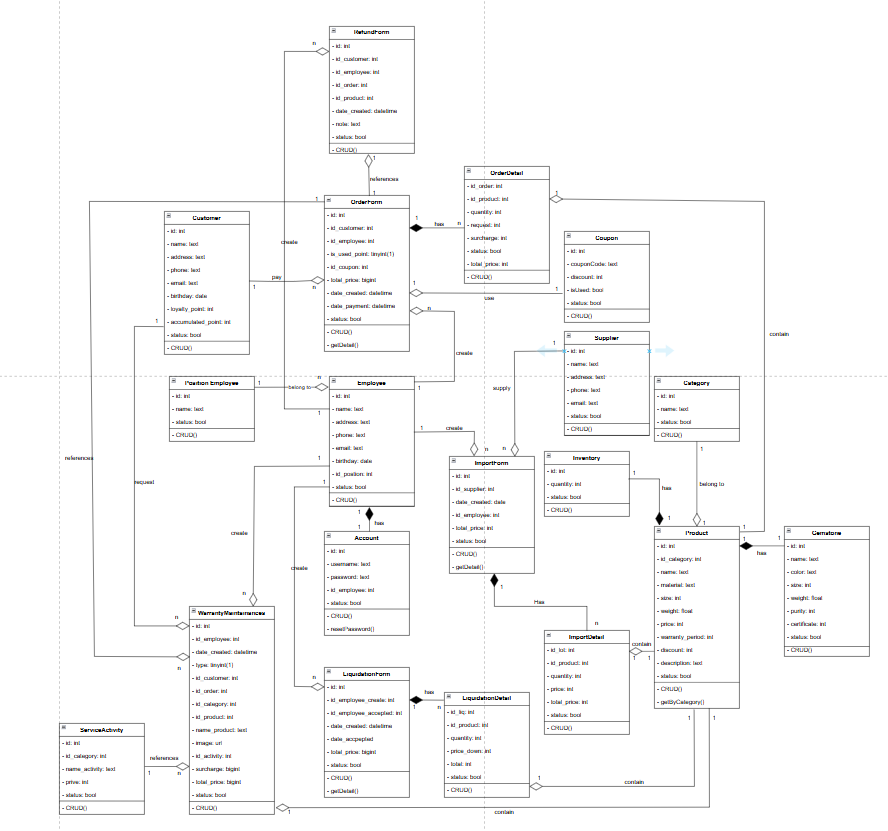 RefundForm
- id: int
- id_customer: int
- id_employee: int
- id_order: int
- id_product: int
- date_created: datetime
- note: text
- status: bool
- CRUD()
n
1
references
1
1
OrderForm
- id: int
- id_customer: int
- id_employee: int
- is_used_point: tinyint(1)
- id_coupon: int
- total_price: bigint
- date_created: datetime
- date_payment: datetime
- status: bool
- CRUD()
- getDetail()
1
has
n
OrderDetail
- id_order: int
- id_product: int
- quantity: int
- request: int
- surcharge: int
- status: bool
- total_price: int
- CRUD()
1
Customer
- id: int
- name: text
- address: text
- phone: text
- email: text
- birthday: date
- loyalty_point: int
- accumulated_point: int
- status: bool
- CRUD()
create
pay
1
n
1
use
1
n
create
1
Coupon
- id: int
- couponCode: text
- discount: int
- isUsed: bool
- status: bool
- CRUD()
contain
Supplier
- id: int
- name: text
- address: text
- phone: text
- email: text
- status: bool
- CRUD()
1
supply
n
Position Employee
- id: int
- name: text
- status: bool
- CRUD()
1
belong to
n
Employee
- id: int
- name: text
- address: text
- phone: text
- email: text
- birthday: date
- id_position: int
- status: bool
- CRUD()
1
1
1
1
create
n
Category
- id: int
- name: text
- status: bool
- CRUD()
1
belong to
1
references
request
1
ImportForm
- id: int
- id_supplier: int
- date_created: date
- id_employee: int
- total_price: int
- status: bool
- CRUD()
- getDetail()
1
Has
n
Inventory
- id: int
- quantity: int
- status: bool
- CRUD()
1
has
1
1
has
1
Account
- id: int
- username: text
- password: text
- id_employee: int
- status: bool
- CRUD()
- resetPassword()
create
create
Product
- id: int
- id_category: int
- name: text
- material: text
- size: int
- weight: float
- price: int
- warranty_period: int
- discount: int
- description: text
- status: bool
- CRUD()
- getByCategory()
1
1
has
1
Gemstone
- id: int
- name: text
- color: text
- size: int
- weight: float
- purity: int
- certificate: int
- status: bool
- CRUD()
n
n
n
WarrantyMaintainances
- id: int
- id_employee: int
- date_created: datetime
- type: tinyint(1)
- id_customer: int
- id_order: int
- id_category: int
- id_product: int
- name_product: text
- image: url
- id_activity: int
- surcharge: bigint
- total_price: bigint
- status: bool
- CRUD()
ImportDetail
- id_lot: int
- id_product: int
- quantity: int
- price: int
- total_price: int
- status: bool
- CRUD()
contain
1
1
n
LiquidationForm
- id: int
- id_employee_create: int
- id_employee_accepted: int
- date_created: datetime
- date_accpepted
- total_price: bigint
- status: bool
- CRUD()
- getDetail()
has
1
n
LiquidationDetail
- id_liq: int
- id_product: int
- quantity: int
- price_down: int
- total: int
- status: bool
- CRUD()
1
contain
1
1
ServiceActivity
- id: int
- id_category: int
- name_activity: text
- prive: int
- status: bool
- CRUD()
references
1
n
1
contain